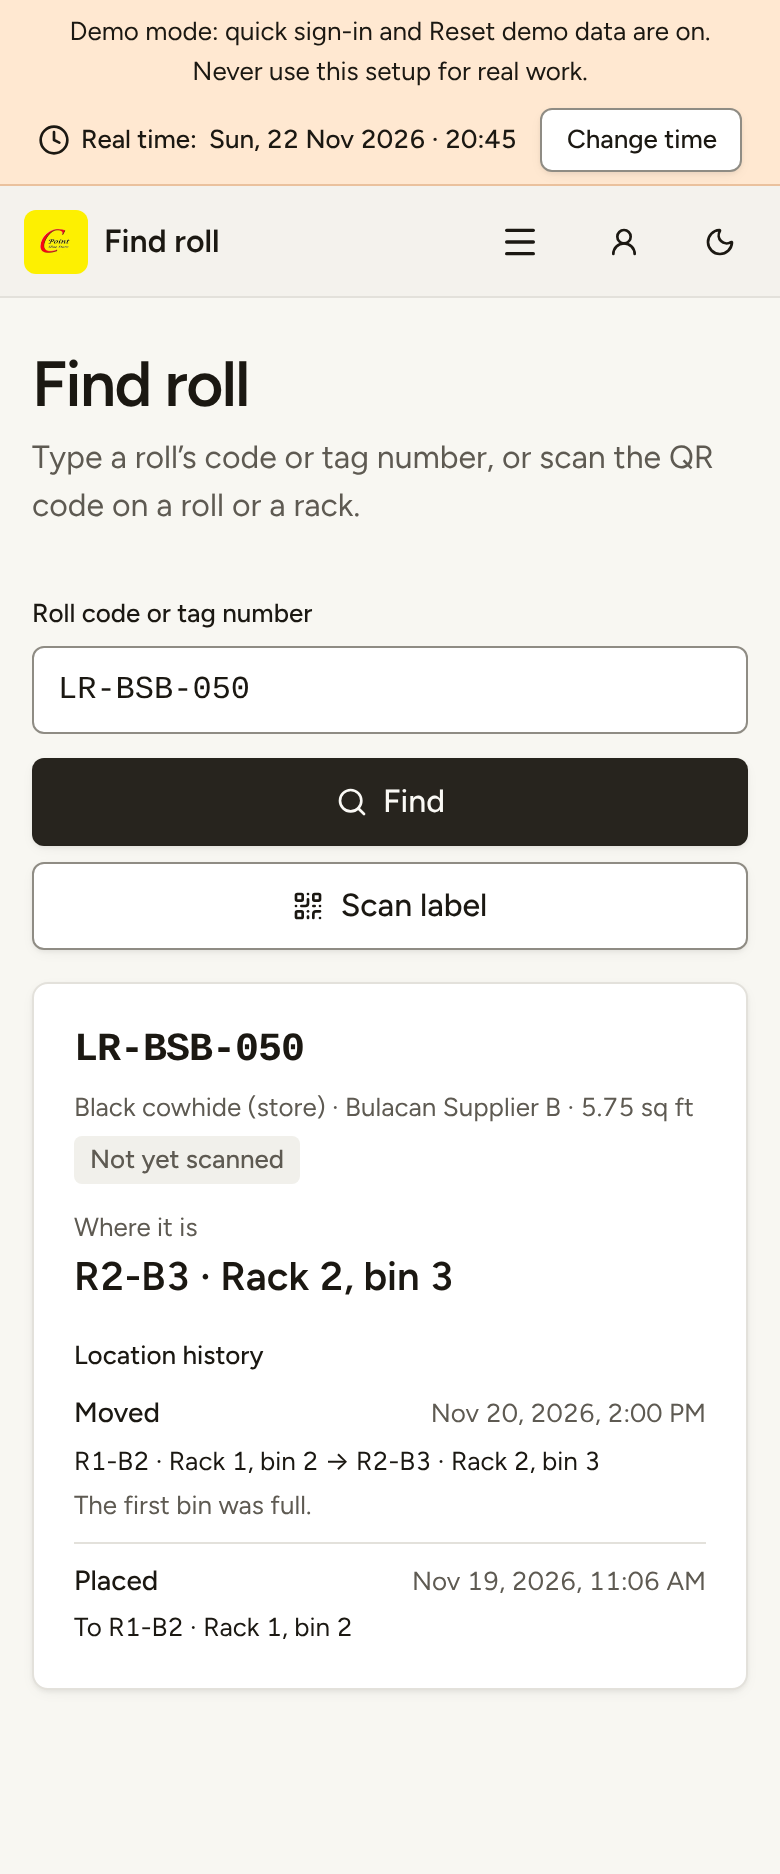 Demo mode: quick sign-in and Reset demo data are on.
Never use this setup for real work.
Real time: Sun, 22 Nov 2026 · 20:45
Change time
C Point
Find roll
Find roll
Type a roll’s code or tag number, or scan the QR
code on a roll or a rack.
Roll code or tag number
LR-BSB-050
Find
Scan label
LR-BSB-050
Black cowhide (store) · Bulacan Supplier B · 5.75 sq ft
Not yet scanned
Where it is
R2-B3 · Rack 2, bin 3
Location history
Moved Nov 20, 2026, 2:00 PM
R1-B2 · Rack 1, bin 2 → R2-B3 · Rack 2, bin 3
The first bin was full.
Placed Nov 19, 2026, 11:06 AM
To R1-B2 · Rack 1, bin 2